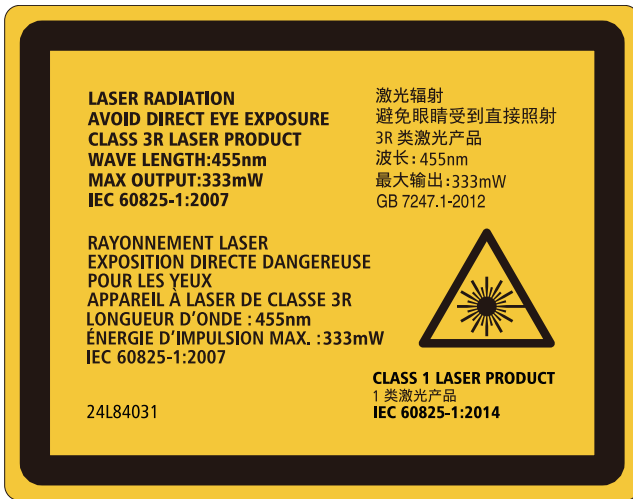 LASER RADIATION
AVOID DIRECT EYE EXPOSURE
CLASS 3R LASER PRODUCT
WAVE LENGTH:455nm
MAX OUTPUT:333mW
IEC 60825-1:2007
激光辐射
避免眼睛受到直接照射
3R 类激光产品
波长:455nm
最大输出:333mW
GB 7247.1-2012
RAYONNEMENT LASER
EXPOSITION DIRECTE DANGEREUSE
POUR LES YEUX
APPAREIL À LASER DE CLASSE 3R
LONGUEUR D'ONDE : 455nm
ÉNERGIE D'IMPULSION MAX. :333mW
IEC 60825-1:2007
24L84031
CLASS 1 LASER PRODUCT
1 类激光产品
IEC 60825-1:2014